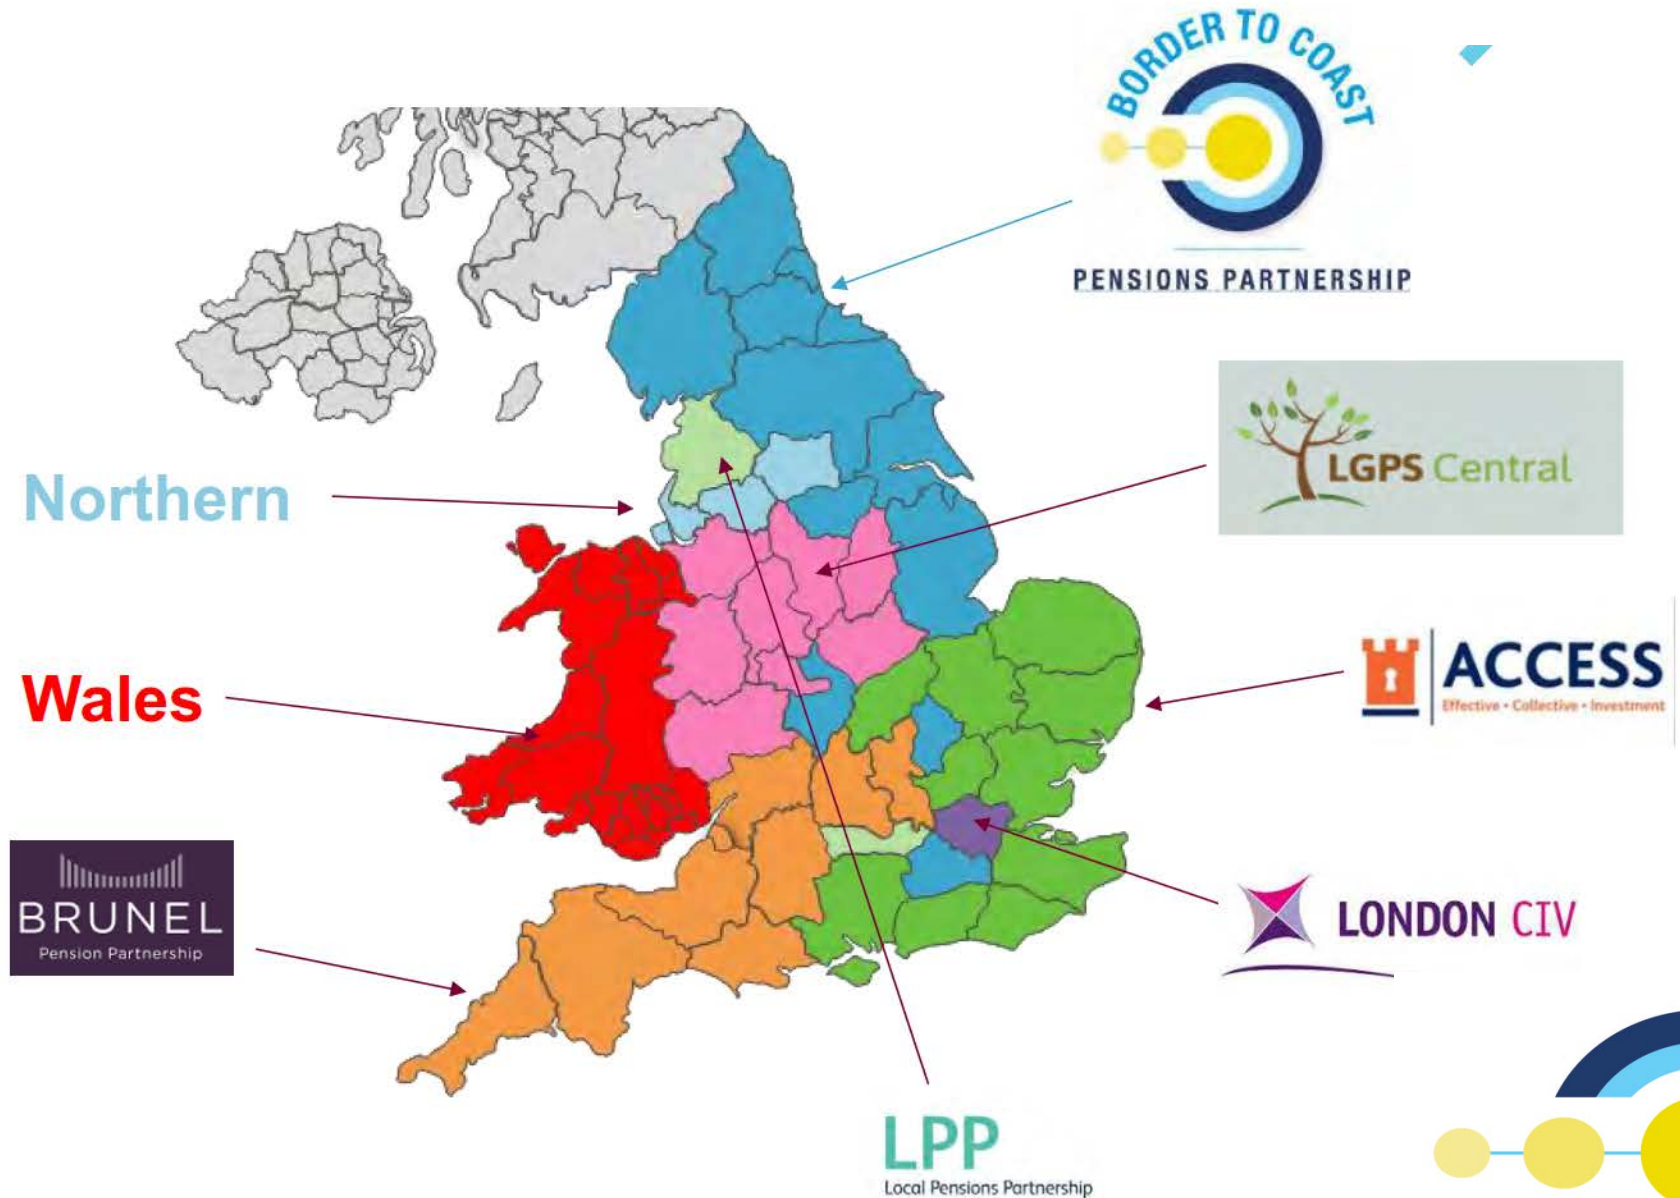 BORDER TO COAST
PENSIONS PARTNERSHIP
LGPS Central
Northern
ACCESS
Effective • Collective • Investment
Wales
BRUNEL
Pension Partnership
LONDON CIV
LPP
Local Pensions Partnership